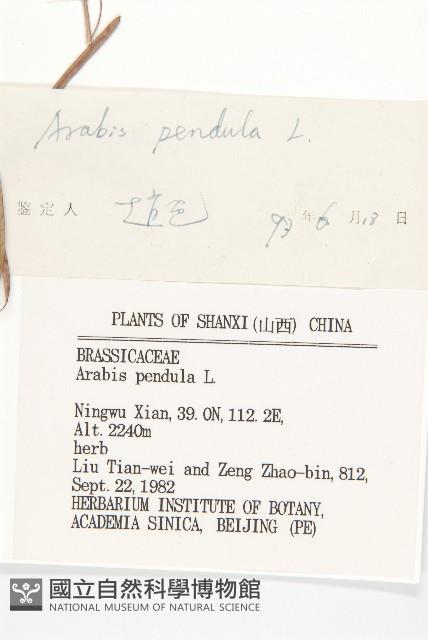 Arabis pendula L.
鉴定人 93年6月18日
PLANTS OF SHANXI (山西) CHINA
BRASSICACEAE
Arabis pendula L.
Ningwu Xian, 39.0N, 112.2E,
Alt. 2240m
herb
Liu Tian-wei and Zeng Zhao-bin, 812,
Sept. 22, 1982
HERBARIUM INSTITUTE OF BOTANY,
ACADEMIA SINICA, BEIJING (PE)
國立自然科學博物館
NATIONAL MUSEUM OF NATURAL SCIENCE